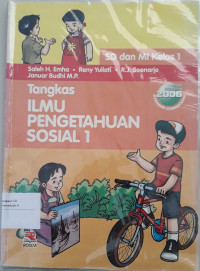 SD dan MI Kelas 1
Saleh H. Emha • Reny Yuliati • R.J. Soenarjo
Januar Budhi M.P.
2006
Tangkas
ILMU
PENGETAHUAN
SOSIAL 1